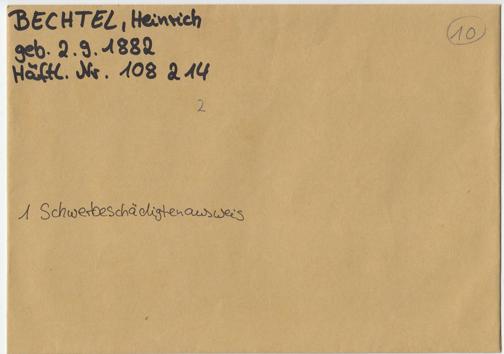 BECHTEL, Heinrich
10
geb. 2.9.1882
Häftl. Nr. 108 214
2
1 Schwerbeschädigtenausweis